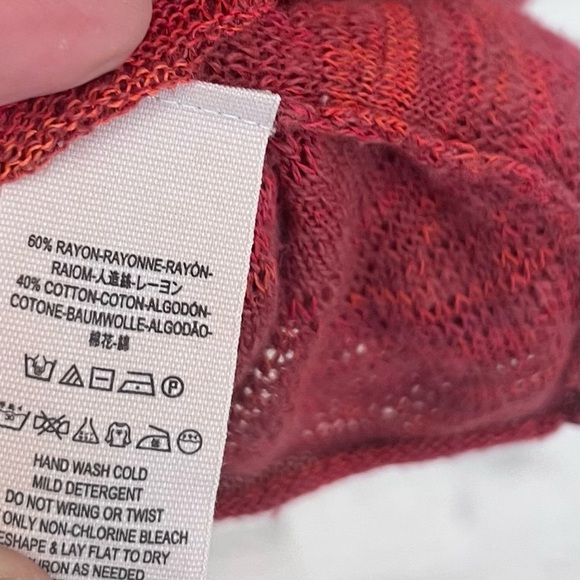 60% RAYON-RAYONNE-RAYÓN-
RAIOM-人造絲-レーヨン
40% COTTON-COTON-ALGODÓN-
COTONE-BAUMWOLLE-ALGODÃO-
棉花-綿
P
30
HAND WASH COLD
MILD DETERGENT
DO NOT WRING OR TWIST
ONLY NON-CHLORINE BLEACH
ESHAPE & LAY FLAT TO DRY
IRON AS NEEDED